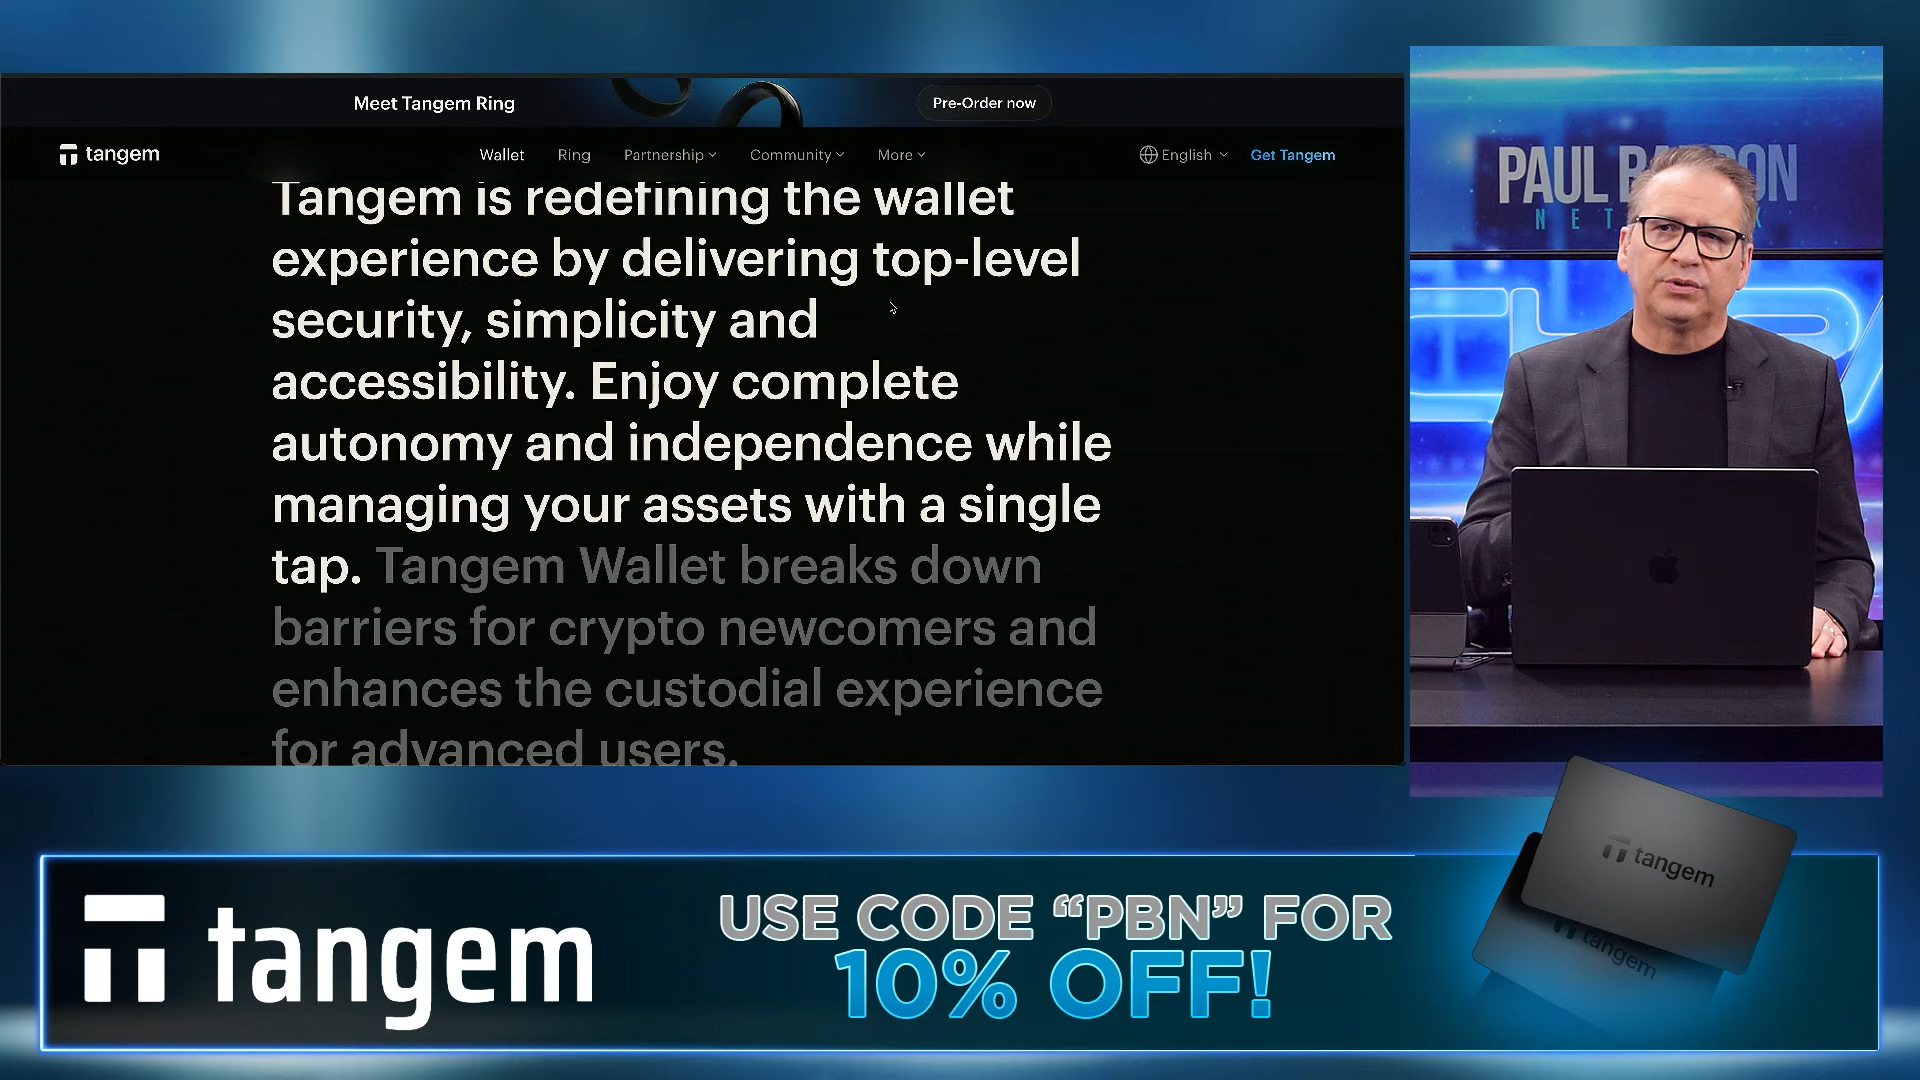 Meet Tangem Ring
Pre-Order now
tangem
Wallet
Ring
Partnership
Community
More
English
Get Tangem
Tangem is redefining the wallet
experience by delivering top-level
security, simplicity and
accessibility. Enjoy complete
autonomy and independence while
managing your assets with a single
tap. Tangem Wallet breaks down
barriers for crypto newcomers and
enhances the custodial experience
for advanced users.
PAUL
tangem
USE CODE “PBN” FOR
10% OFF!
tangem
tangem